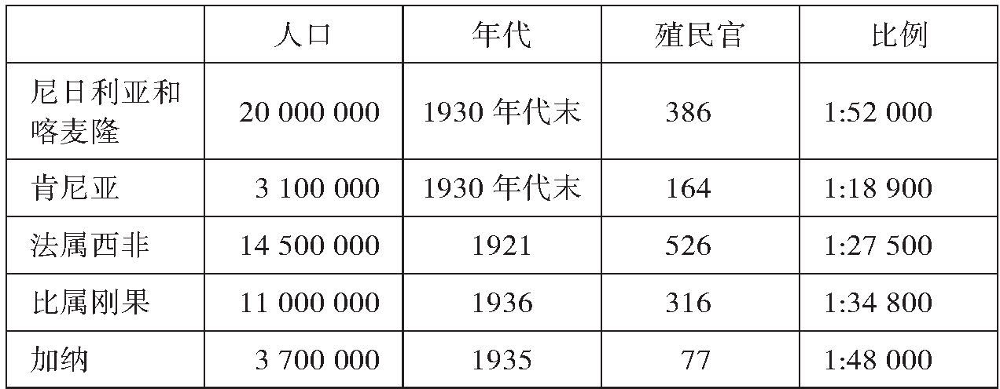 人口 年代 殖民官 比例
尼日利亚和
喀麦隆 20 000 000 1930 年代末 386 1:52 000
肯尼亚 3 100 000 1930 年代末 164 1:18 900
法属西非 14 500 000 1921 526 1:27 500
比属刚果 11 000 000 1936 316 1:34 800
加纳 3 700 000 1935 77 1:48 000